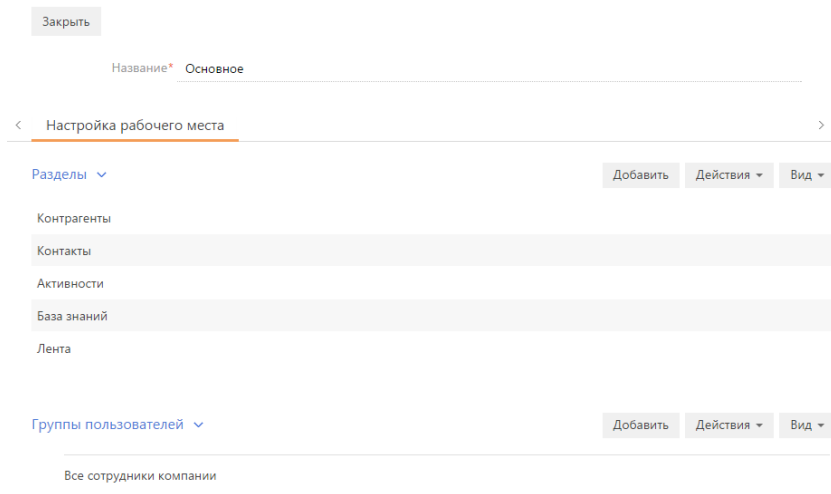 Закрыть
Название* Основное
Настройка рабочего места
Разделы Добавить Действия Вид
Контрагенты
Контакты
Активности
База знаний
Лента
Группы пользователей Добавить Действия Вид
Все сотрудники компании